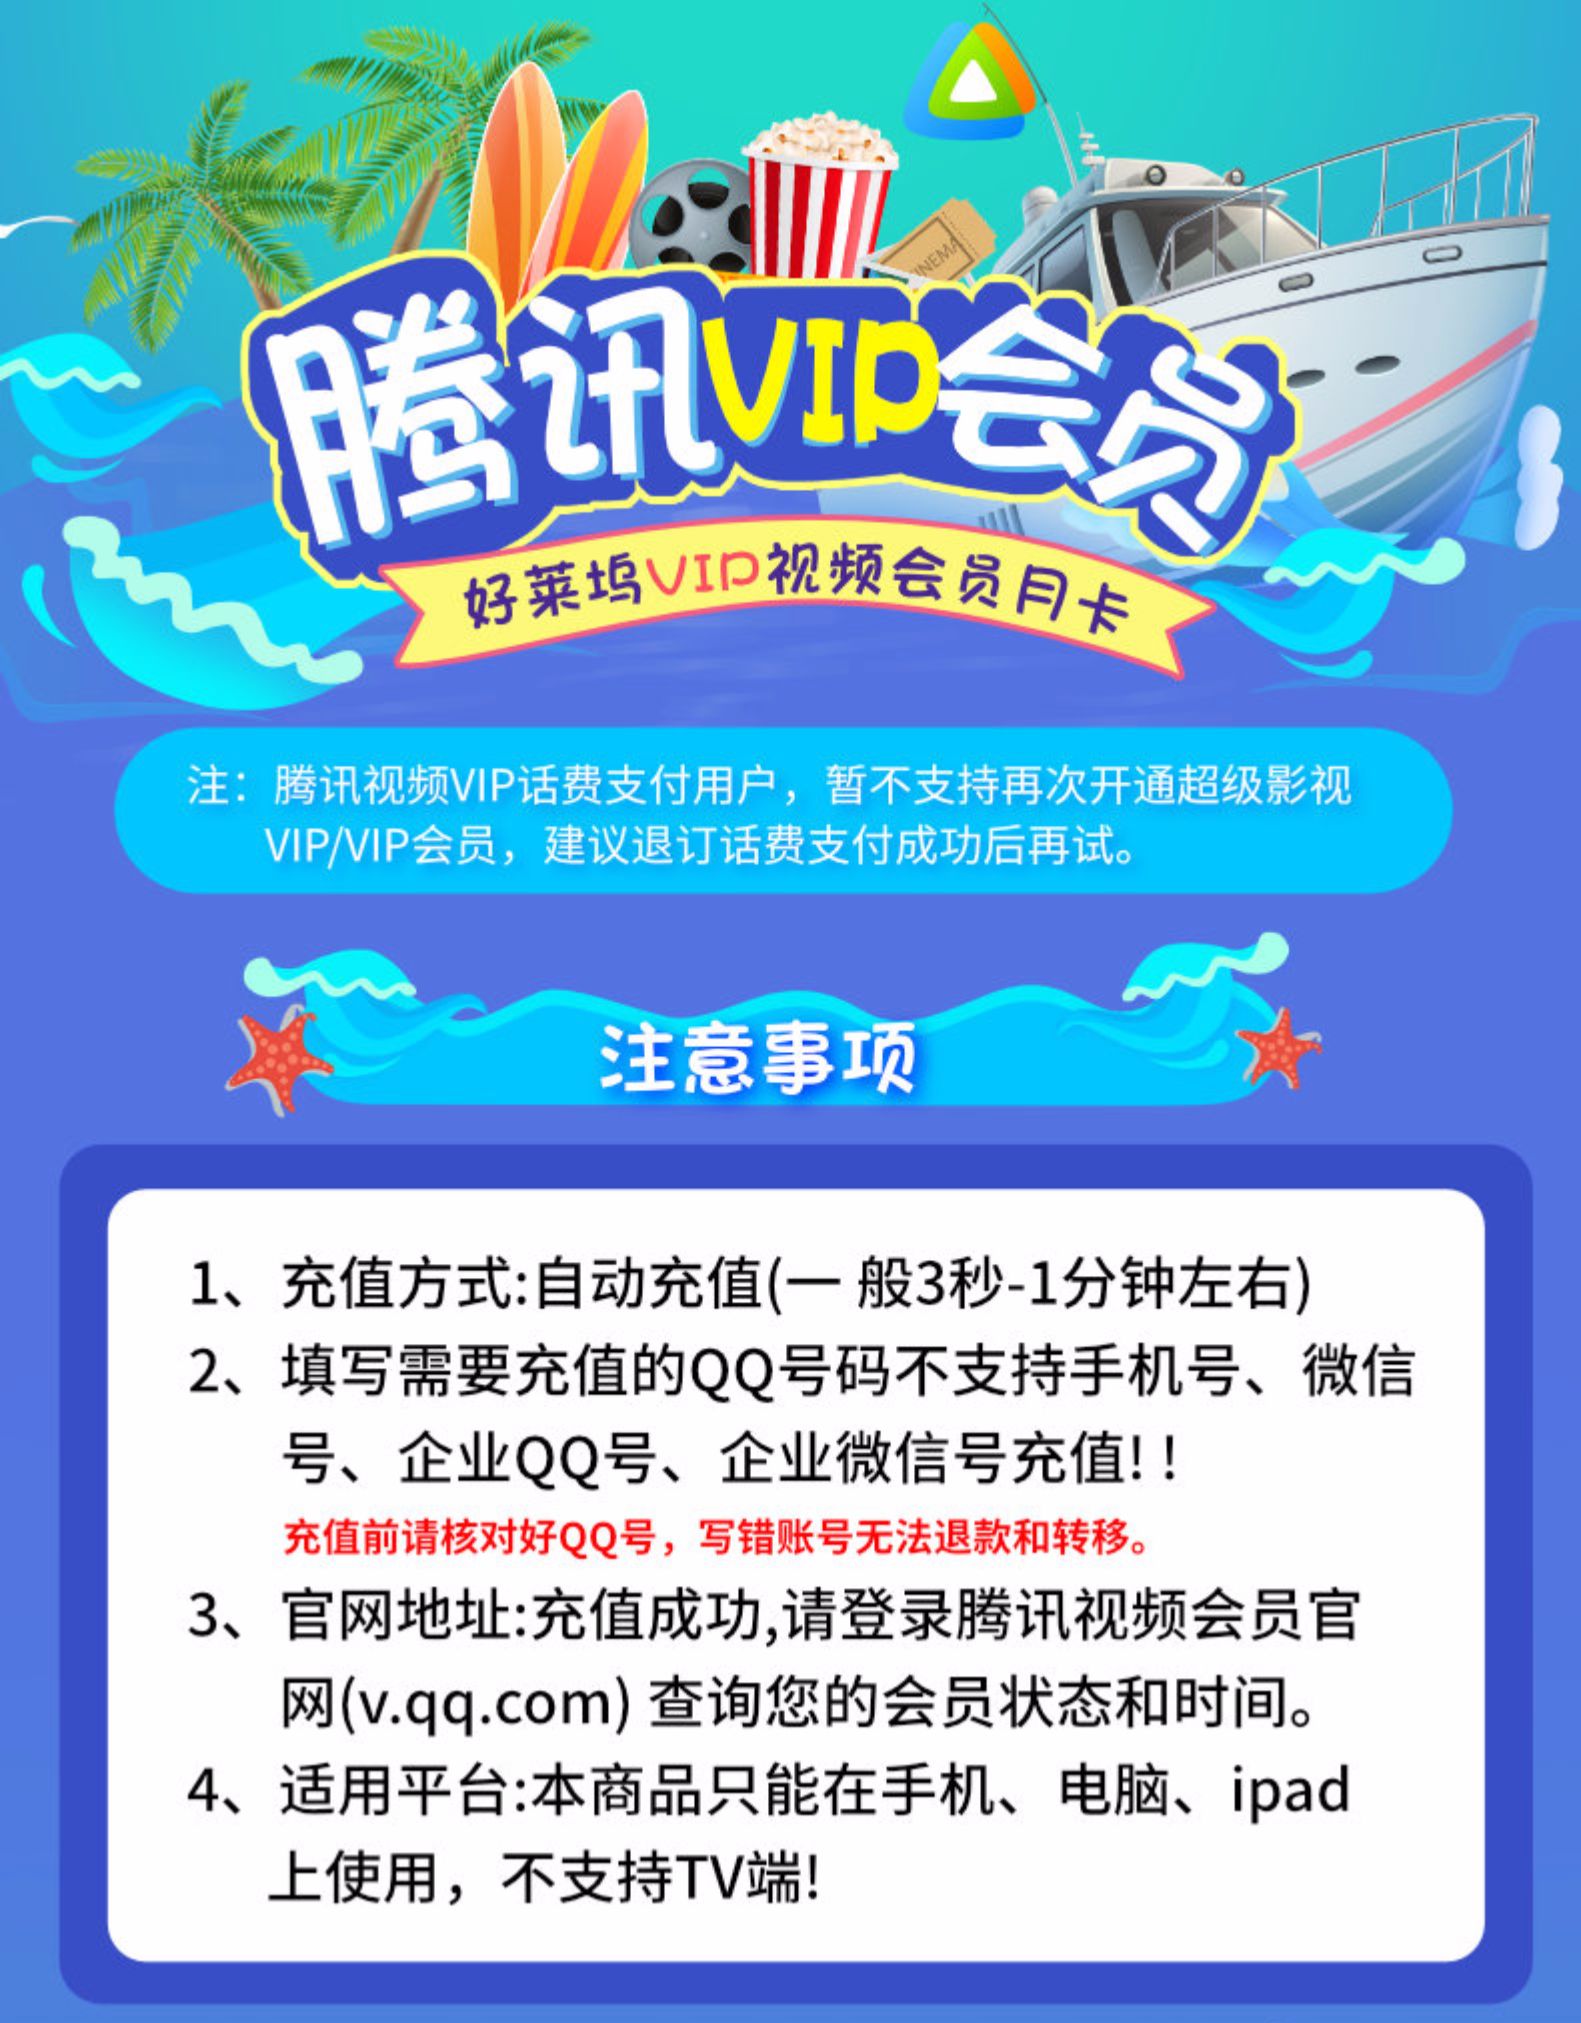 CINEMA
腾讯VIP会员
好莱坞VIP视频会员月卡
注：腾讯视频VIP话费支付用户，暂不支持再次开通超级影视
VIP/VIP会员，建议退订话费支付成功后再试。
注意事项
1、充值方式:自动充值(一 般3秒-1分钟左右)
2、填写需要充值的QQ号码不支持手机号、微信
号、企业QQ号、企业微信号充值!！
充值前请核对好QQ号，写错账号无法退款和转移。
3、官网地址:充值成功,请登录腾讯视频会员官
网(v.qq.com) 查询您的会员状态和时间。
4、适用平台:本商品只能在手机、电脑、ipad
上使用，不支持TV端!